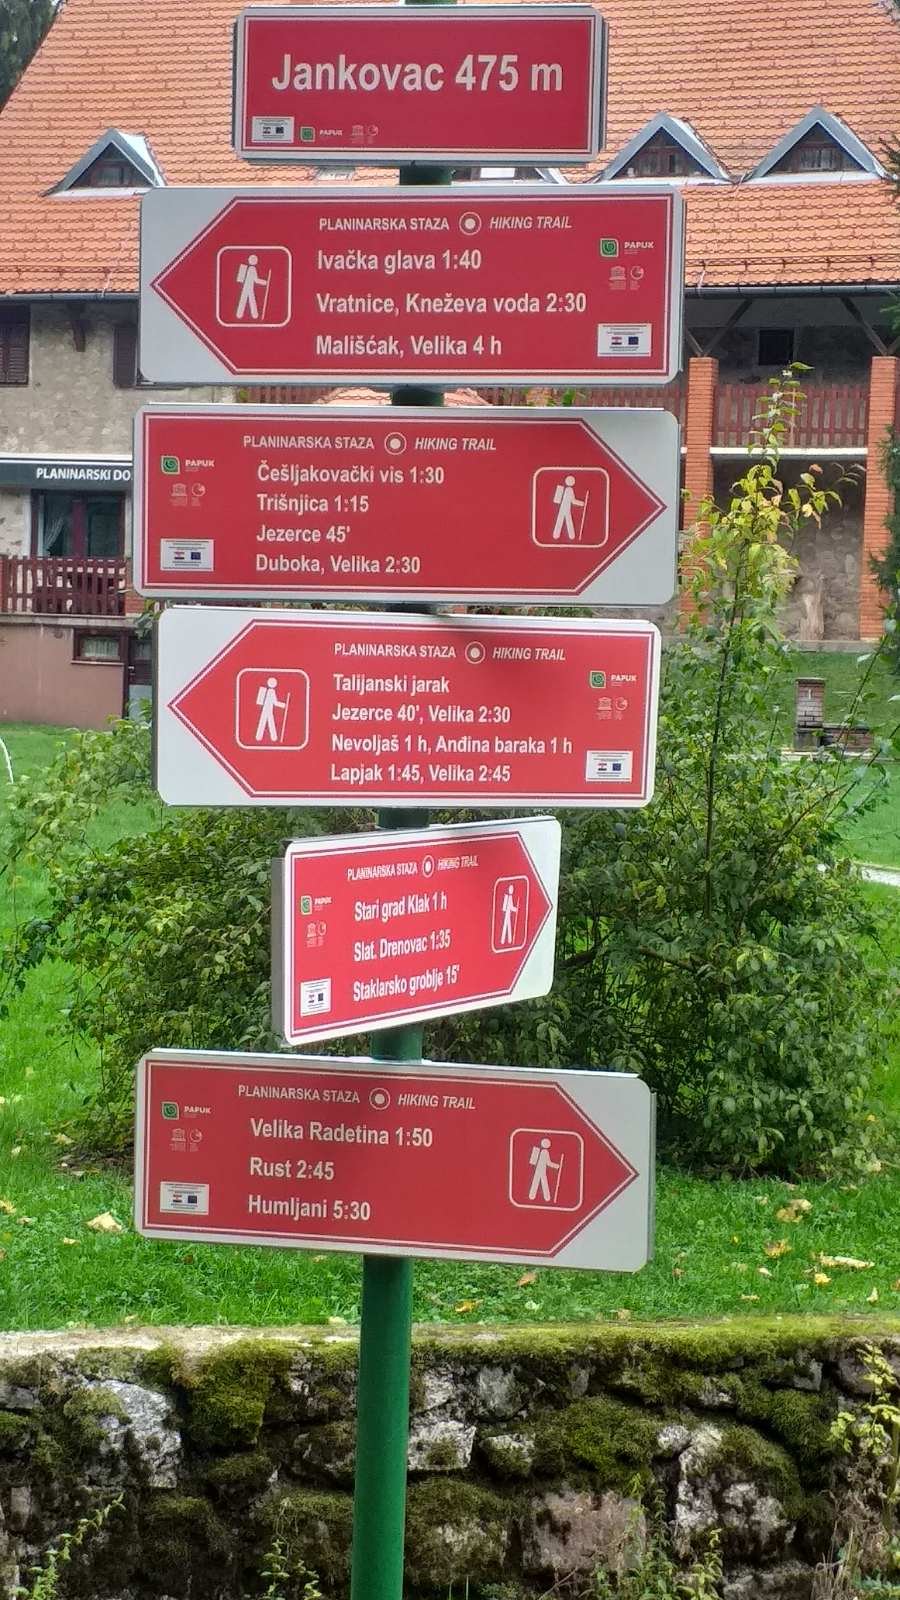 Jankovac 475 m
PAPUK
PLANINARSKA STAZA HIKING TRAIL
PAPUK
Ivačka glava 1:40
Vratnice, Kneževa voda 2:30
Mališćak, Velika 4 h
PLANINARSKI DO
PLANINARSKA STAZA HIKING TRAIL
PAPUK
Češljakovački vis 1:30
Trišnjica 1:15
Jezerce 45'
Duboka, Velika 2:30
PLANINARSKA STAZA HIKING TRAIL
PAPUK
Talijanski jarak
Jezerce 40', Velika 2:30
Nevoljaš 1 h, Anđina baraka 1 h
Lapjak 1:45, Velika 2:45
PLANINARSKA STAZA HIKING TRAIL
PAPUK
Stari grad Klak 1 h
Slat. Drenovac 1:35
Staklarsko groblje 15'
PLANINARSKA STAZA HIKING TRAIL
PAPUK
Velika Radetina 1:50
Rust 2:45
Humljani 5:30